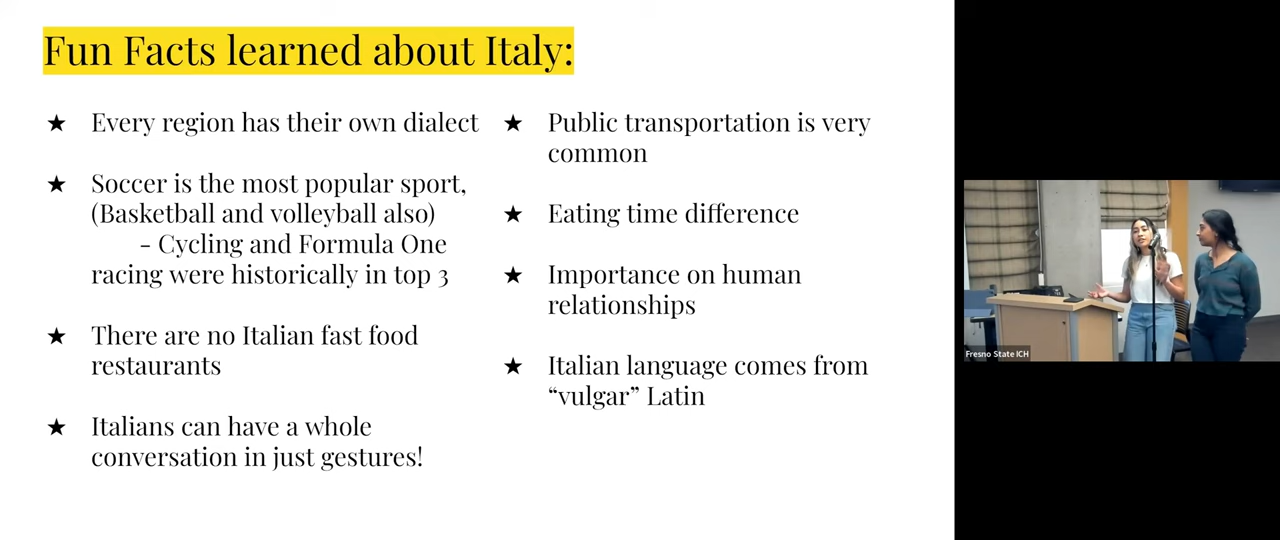 Fun Facts learned about Italy:
★ Every region has their own dialect
★ Soccer is the most popular sport,
(Basketball and volleyball also)
- Cycling and Formula One
racing were historically in top 3
★ There are no Italian fast food
restaurants
★ Italians can have a whole
conversation in just gestures!
★ Public transportation is very
common
★ Eating time difference
★ Importance on human
relationships
★ Italian language comes from
“vulgar” Latin
Fresno State ICH